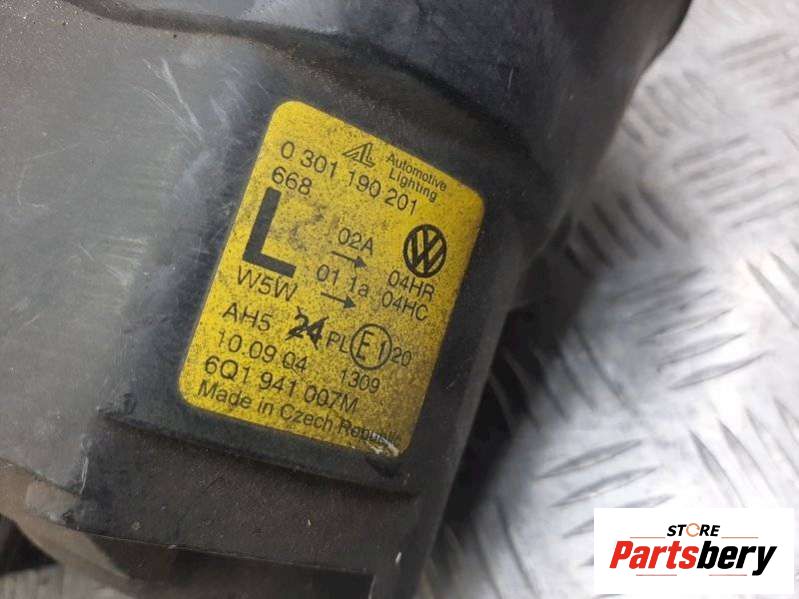 AL Automotive
Lighting
0 301 190 201
668
L
02A 04HR
01 1a 04HC
W5W
AH5 24 PL E1 20
10.09.04 1309
6Q1 941 007M
Made in Czech Republic
STORE
Partsbery